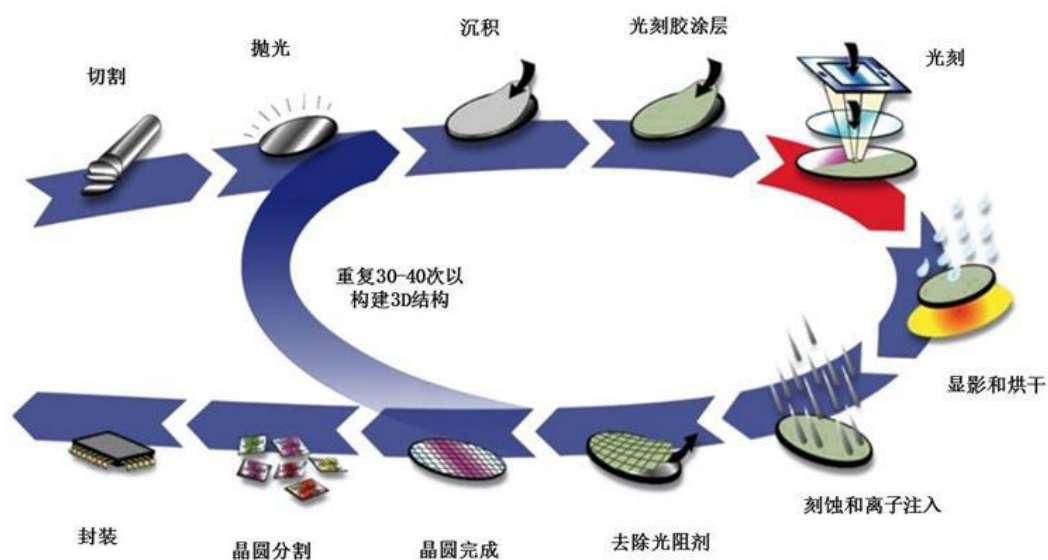 切割
抛光
沉积
光刻胶涂层
光刻
重复30-40次以
构建3D结构
显影和烘干
刻蚀和离子注入
去除光阻剂
晶圆完成
晶圆分割
封装